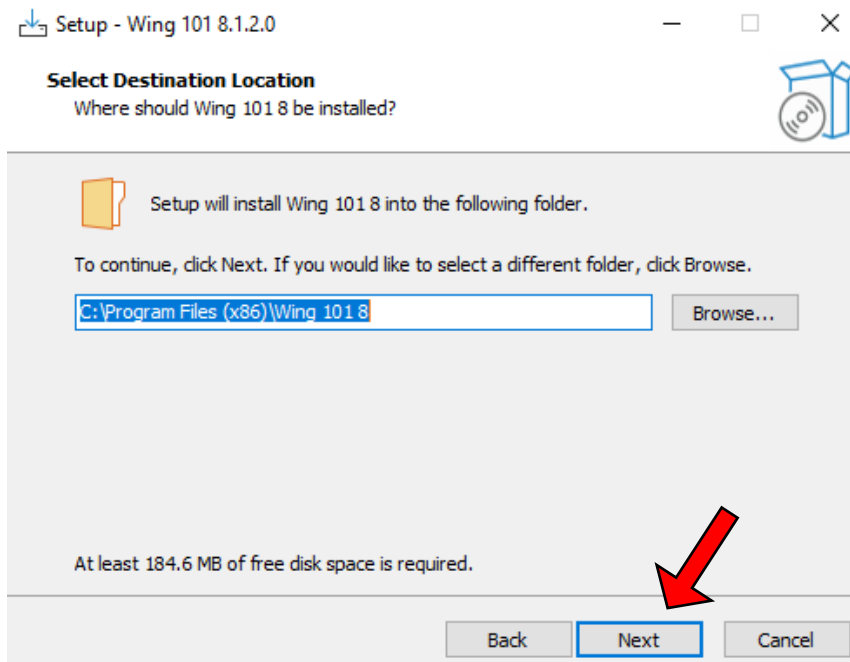 Setup - Wing 101 8.1.2.0
Select Destination Location
Where should Wing 101 8 be installed?
Setup will install Wing 101 8 into the following folder.
To continue, click Next. If you would like to select a different folder, click Browse.
C:\Program Files (x86)\Wing 101 8
Browse...
At least 184.6 MB of free disk space is required.
Back
Next
Cancel